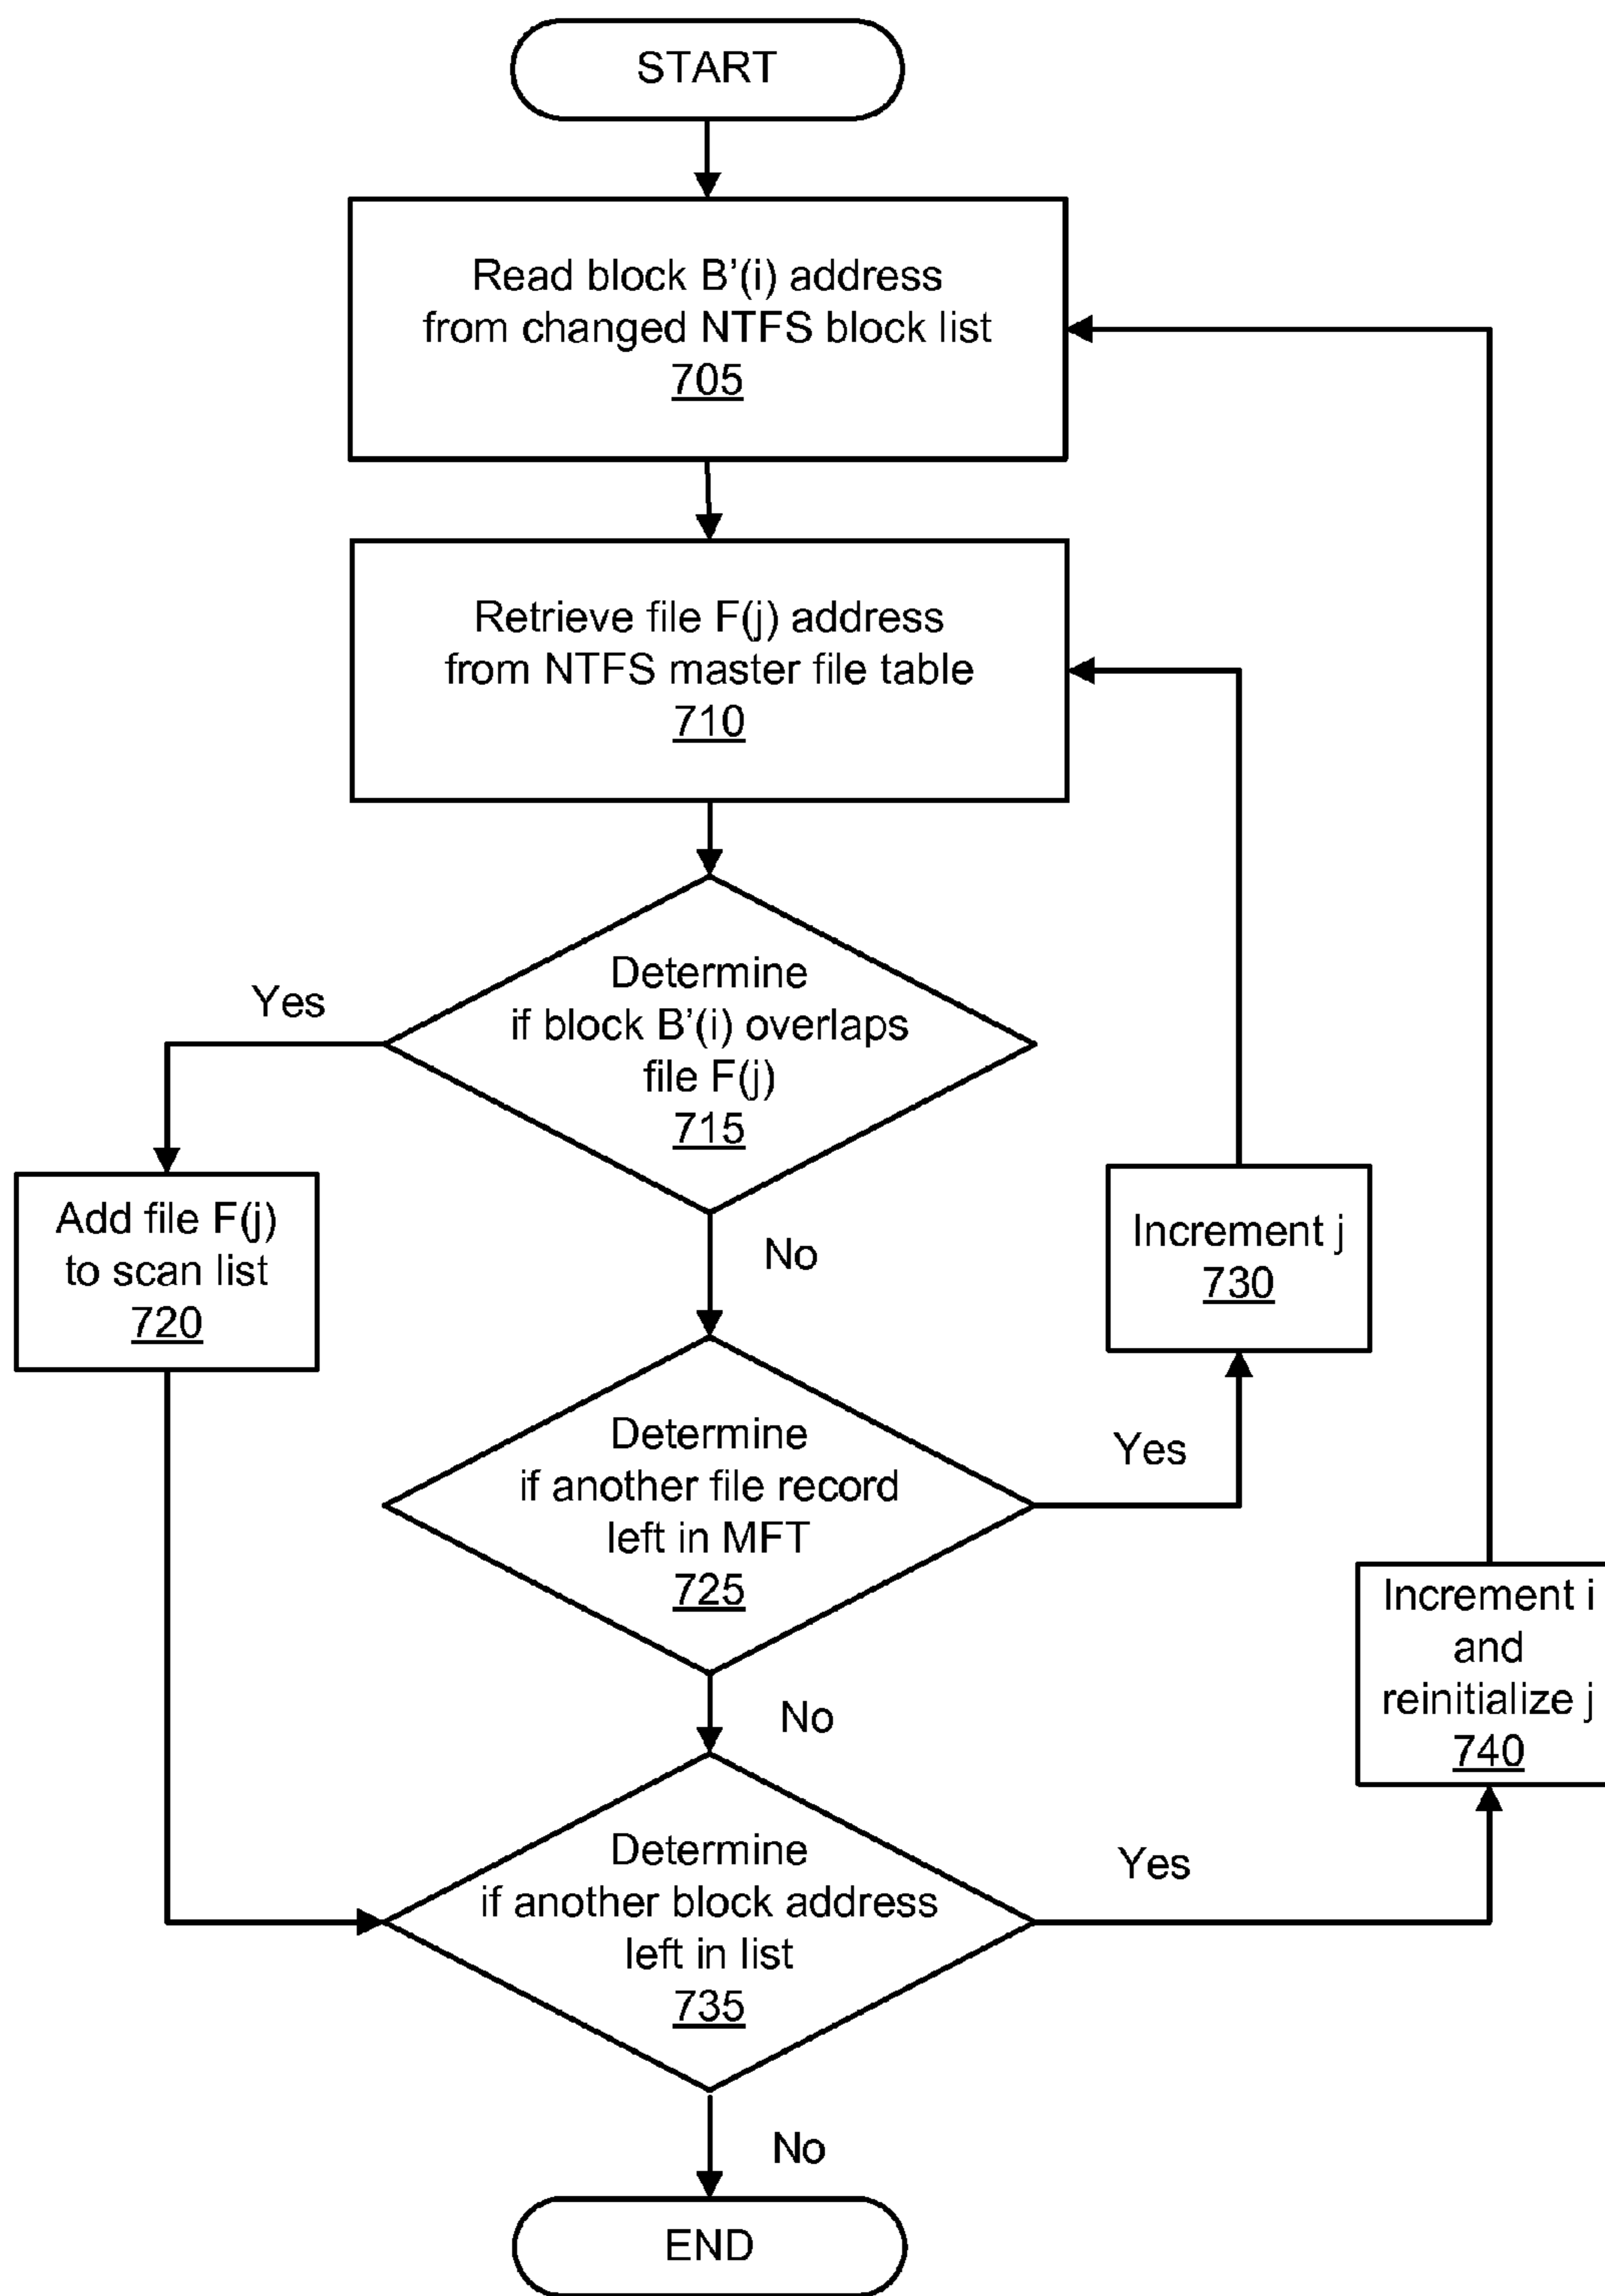 START
Read block B’(i) address
from changed NTFS block list
705
Retrieve file F(j) address
from NTFS master file table
710
Determine
if block B’(i) overlaps
file F(j)
715
Yes
No
Add file F(j)
to scan list
720
Increment j
730
Determine
if another file record
left in MFT
725
Yes
No
Increment i
and
reinitialize j
740
Determine
if another block address
left in list
735
Yes
No
END